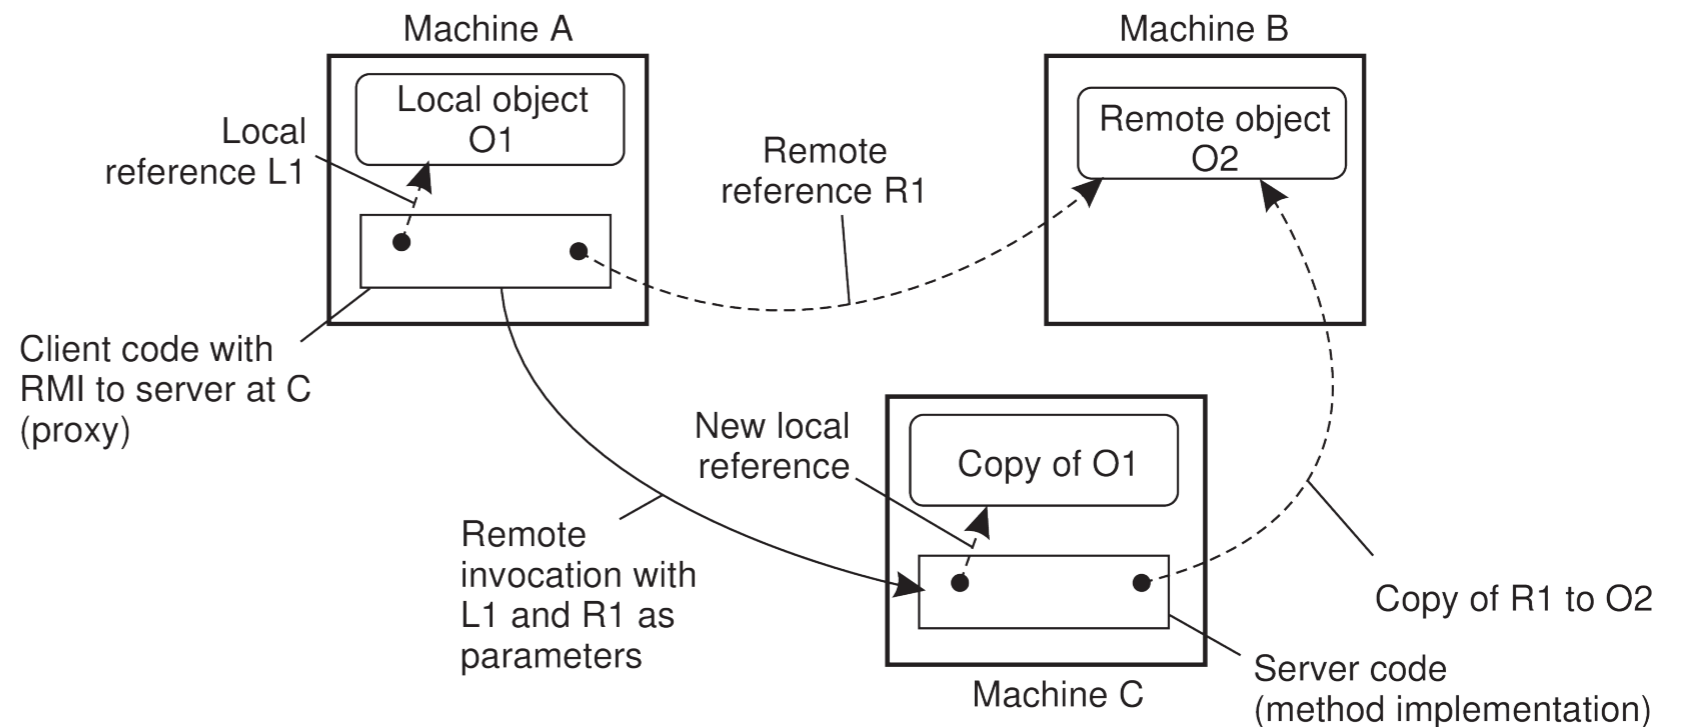 Machine A
Machine B
Local object
O1
Remote object
O2
Local
reference L1
Remote
reference R1
Client code with
RMI to server at C
(proxy)
New local
reference
Copy of O1
Remote
invocation with
L1 and R1 as
parameters
Copy of R1 to O2
Server code
(method implementation)
Machine C